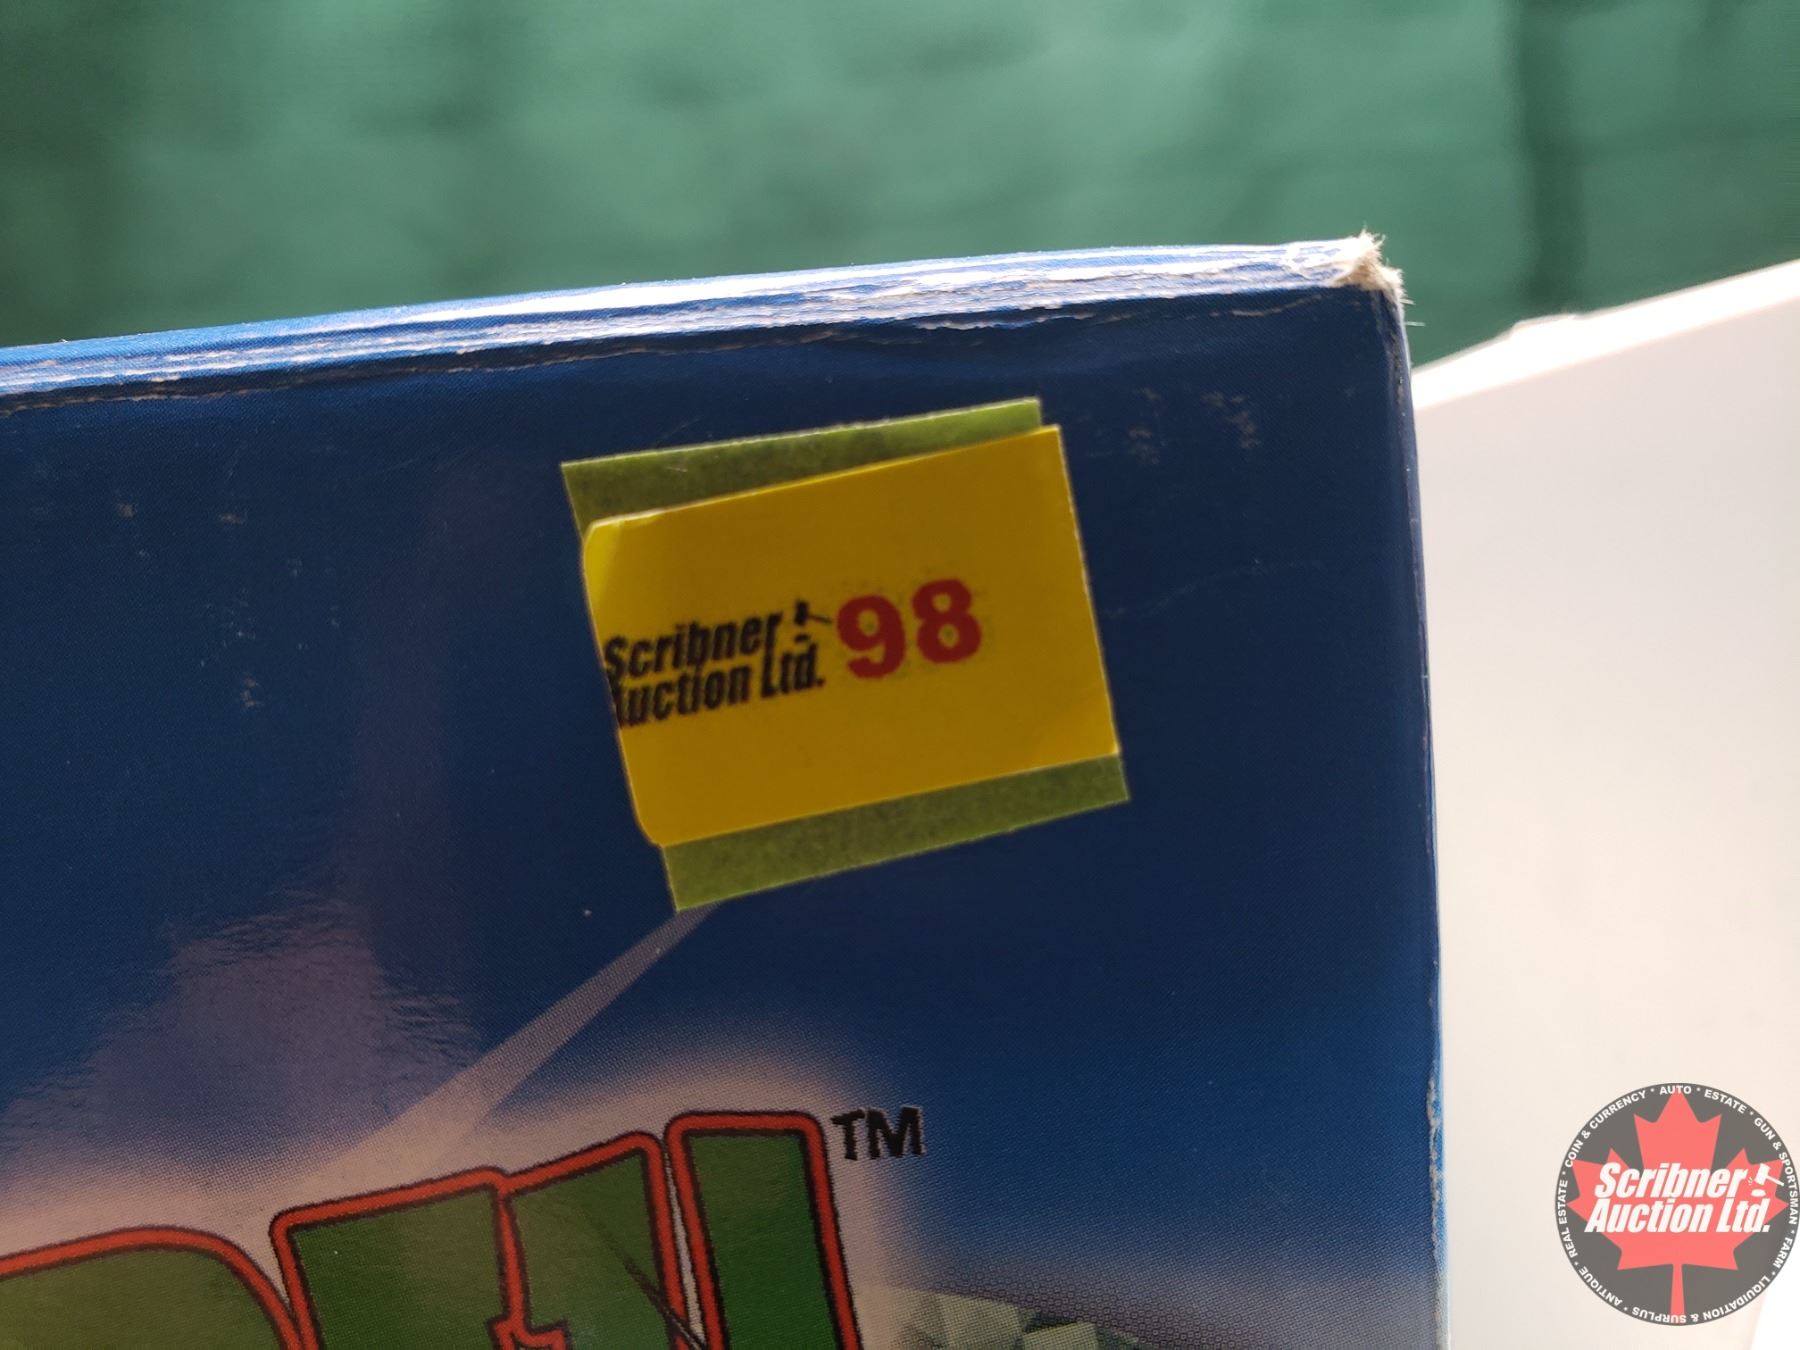 Scribner
Auction Ltd.
98
TM
COIN & CURRENCY · AUTO · ESTATE · GUN & SPORTSMAN · FARM · LIQUIDATION & SURPLUS · ANTIQUE · REAL ESTATE ·
Scribner
Auction Ltd.